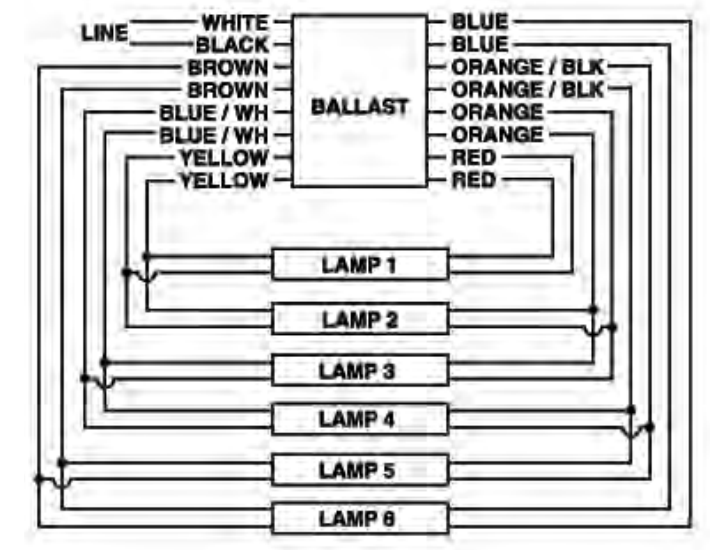 LINE
WHITE
BLACK
BROWN
BROWN
BLUE / WH
BLUE / WH
YELLOW
YELLOW
BALLAST
BLUE
BLUE
ORANGE / BLK
ORANGE / BLK
ORANGE
ORANGE
RED
RED
LAMP 1
LAMP 2
LAMP 3
LAMP 4
LAMP 5
LAMP 6